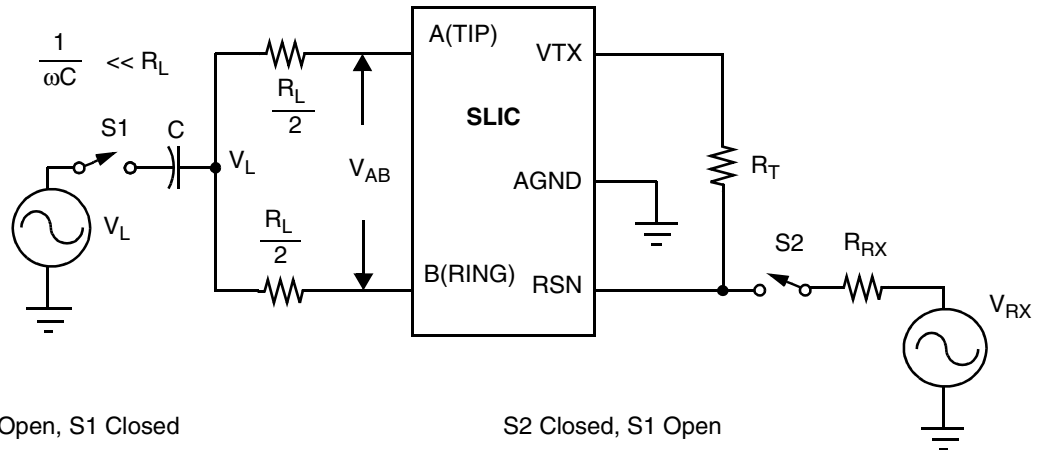 1
ωC
<< R_L
S1
C
V_L
V_L
R_L
2
R_L
2
V_AB
A(TIP)
VTX
SLIC
AGND
B(RING)
RSN
R_T
S2
R_RX
V_RX
Open, S1 Closed
S2 Closed, S1 Open